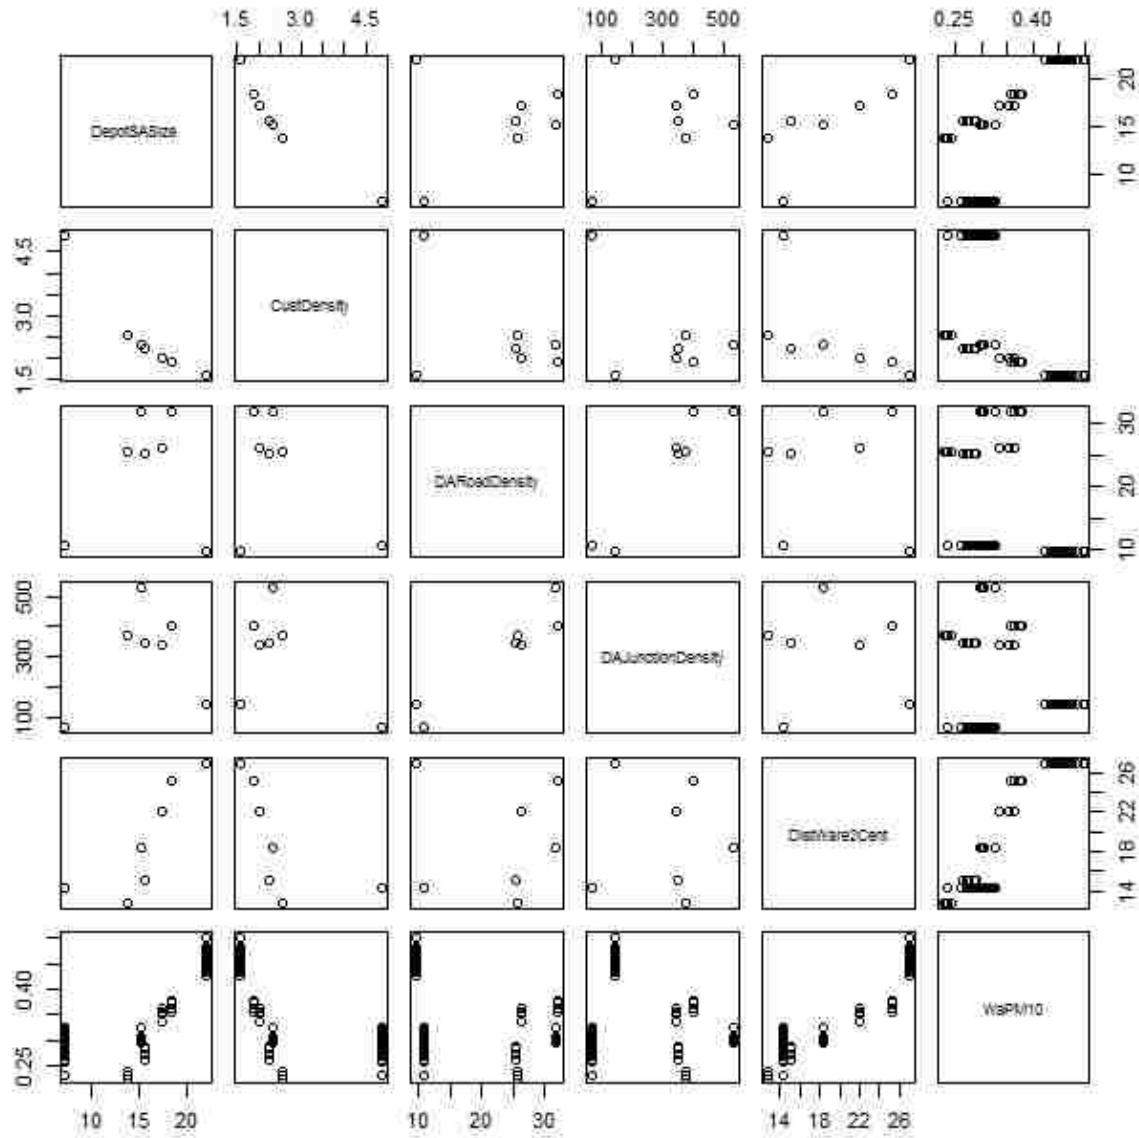 1.5 3.0 4.5 100 300 500 0.25 0.40
DepotSASize
10 15 20
1.5 3.0 4.5
CustDensity
DARoadDensity
10 20 30
100 300 500
DAJunctionDensity
DistWare2Cent
14 18 22 26
0.25 0.40
WaPM10
10 15 20 10 20 30 14 18 22 26